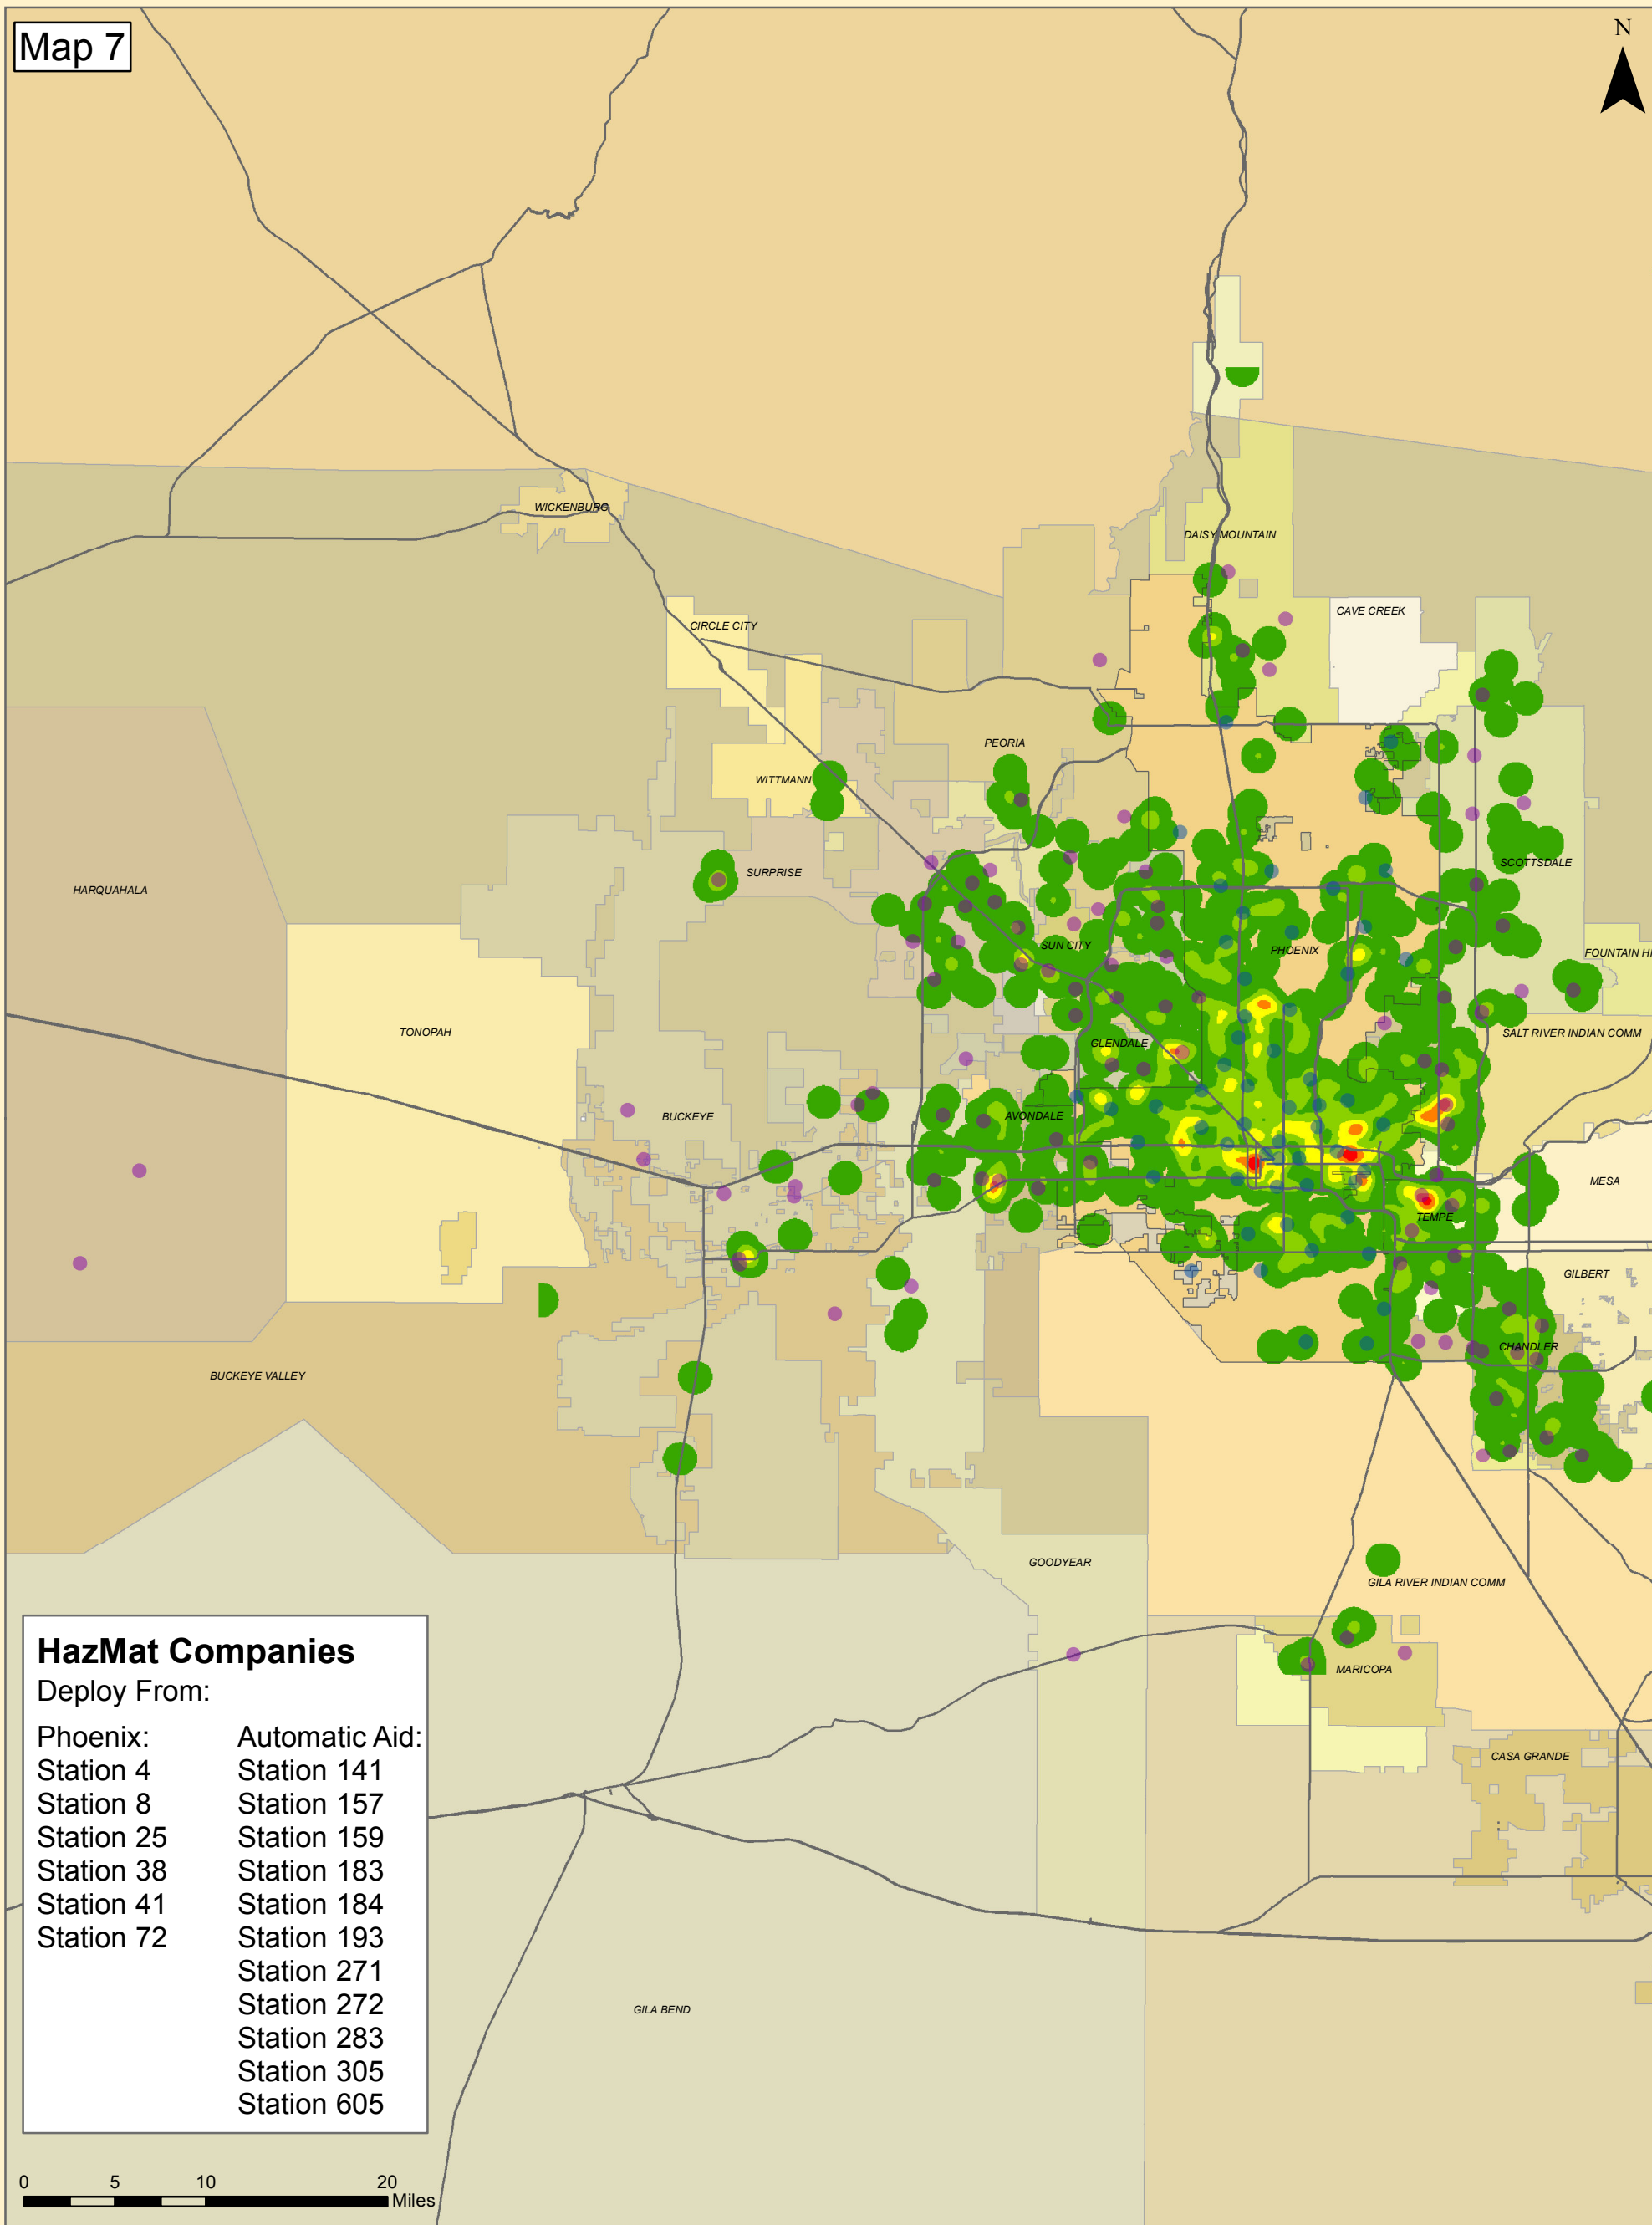 Map 7
N
WICKENBURG
DAISY MOUNTAIN
CAVE CREEK
CIRCLE CITY
PEORIA
WITTMANN
SURPRISE
SCOTTSDALE
HARQUAHALA
SUN CITY
PHOENIX
FOUNTAIN HI
TONOPAH
SALT RIVER INDIAN COMM
GLENDALE
BUCKEYE
AVONDALE
MESA
TEMPE
GILBERT
CHANDLER
BUCKEYE VALLEY
GOODYEAR
GILA RIVER INDIAN COMM
MARICOPA
CASA GRANDE
GILA BEND
HazMat Companies
Deploy From:
Phoenix: Automatic Aid:
Station 4 Station 141
Station 8 Station 157
Station 25 Station 159
Station 38 Station 183
Station 41 Station 184
Station 72 Station 193
Station 271
Station 272
Station 283
Station 305
Station 605
0 5 10 20
Miles